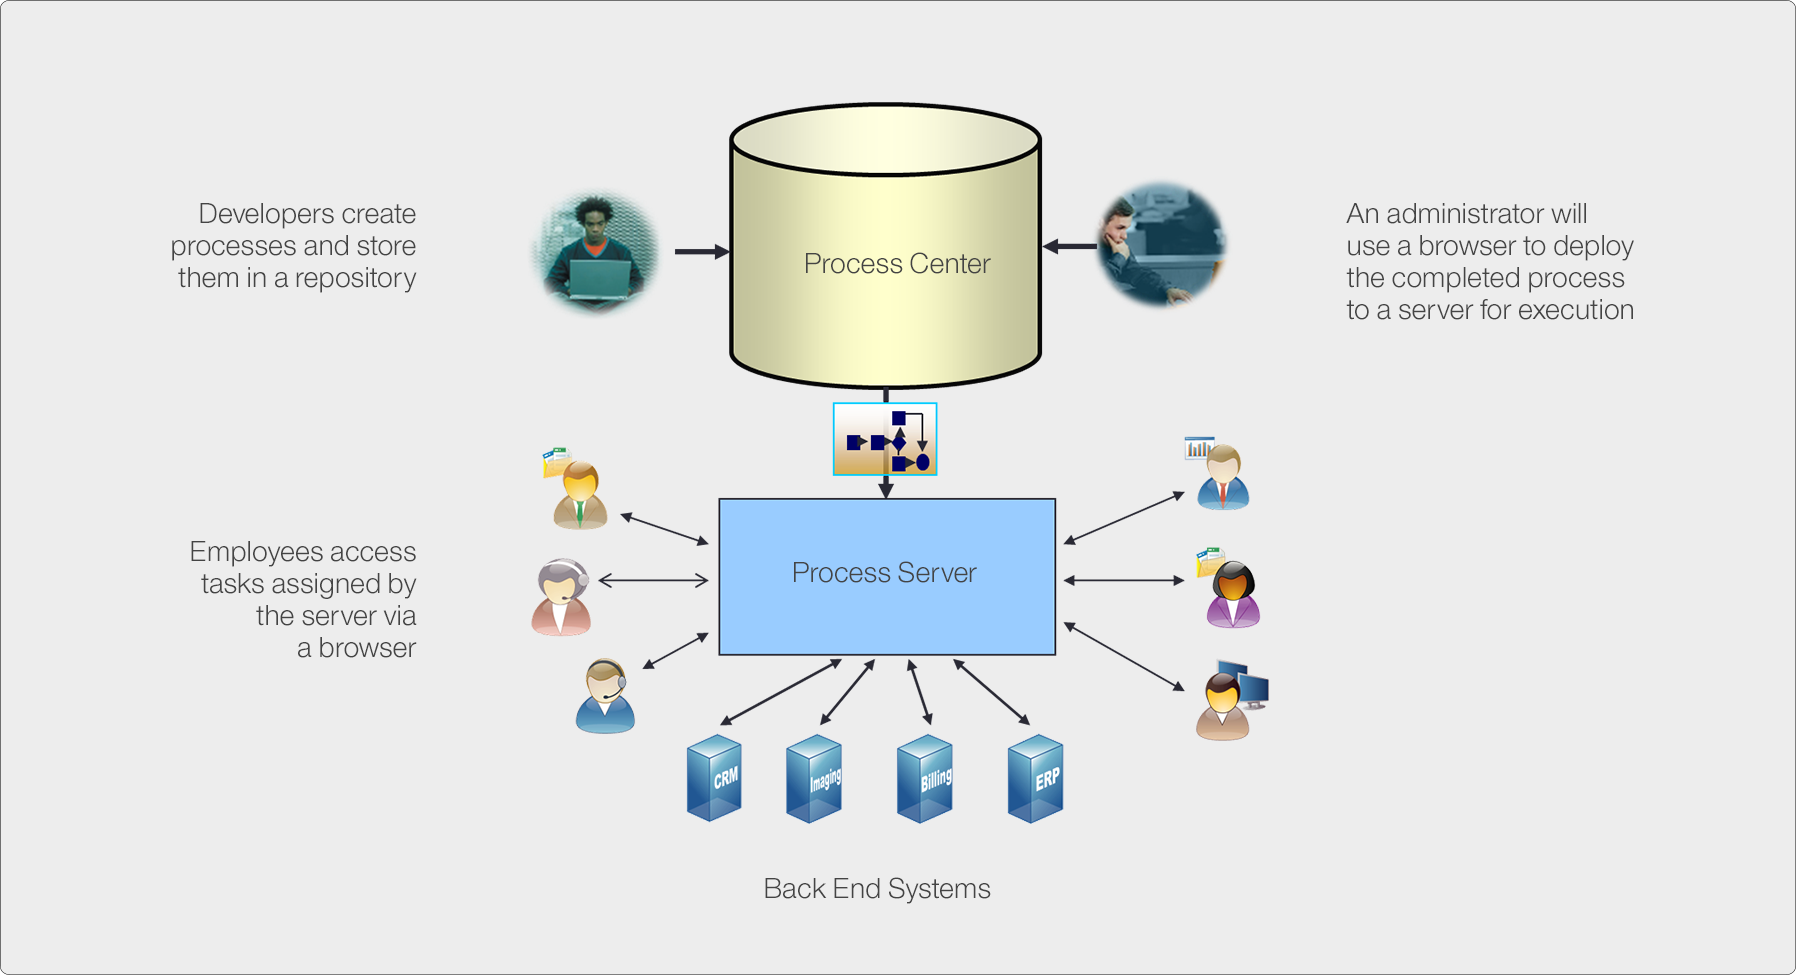 Developers create
processes and store
them in a repository
Process Center
An administrator will
use a browser to deploy
the completed process
to a server for execution
Employees access
tasks assigned by
the server via
a browser
Process Server
CRM
Imaging
Billing
ERP
Back End Systems